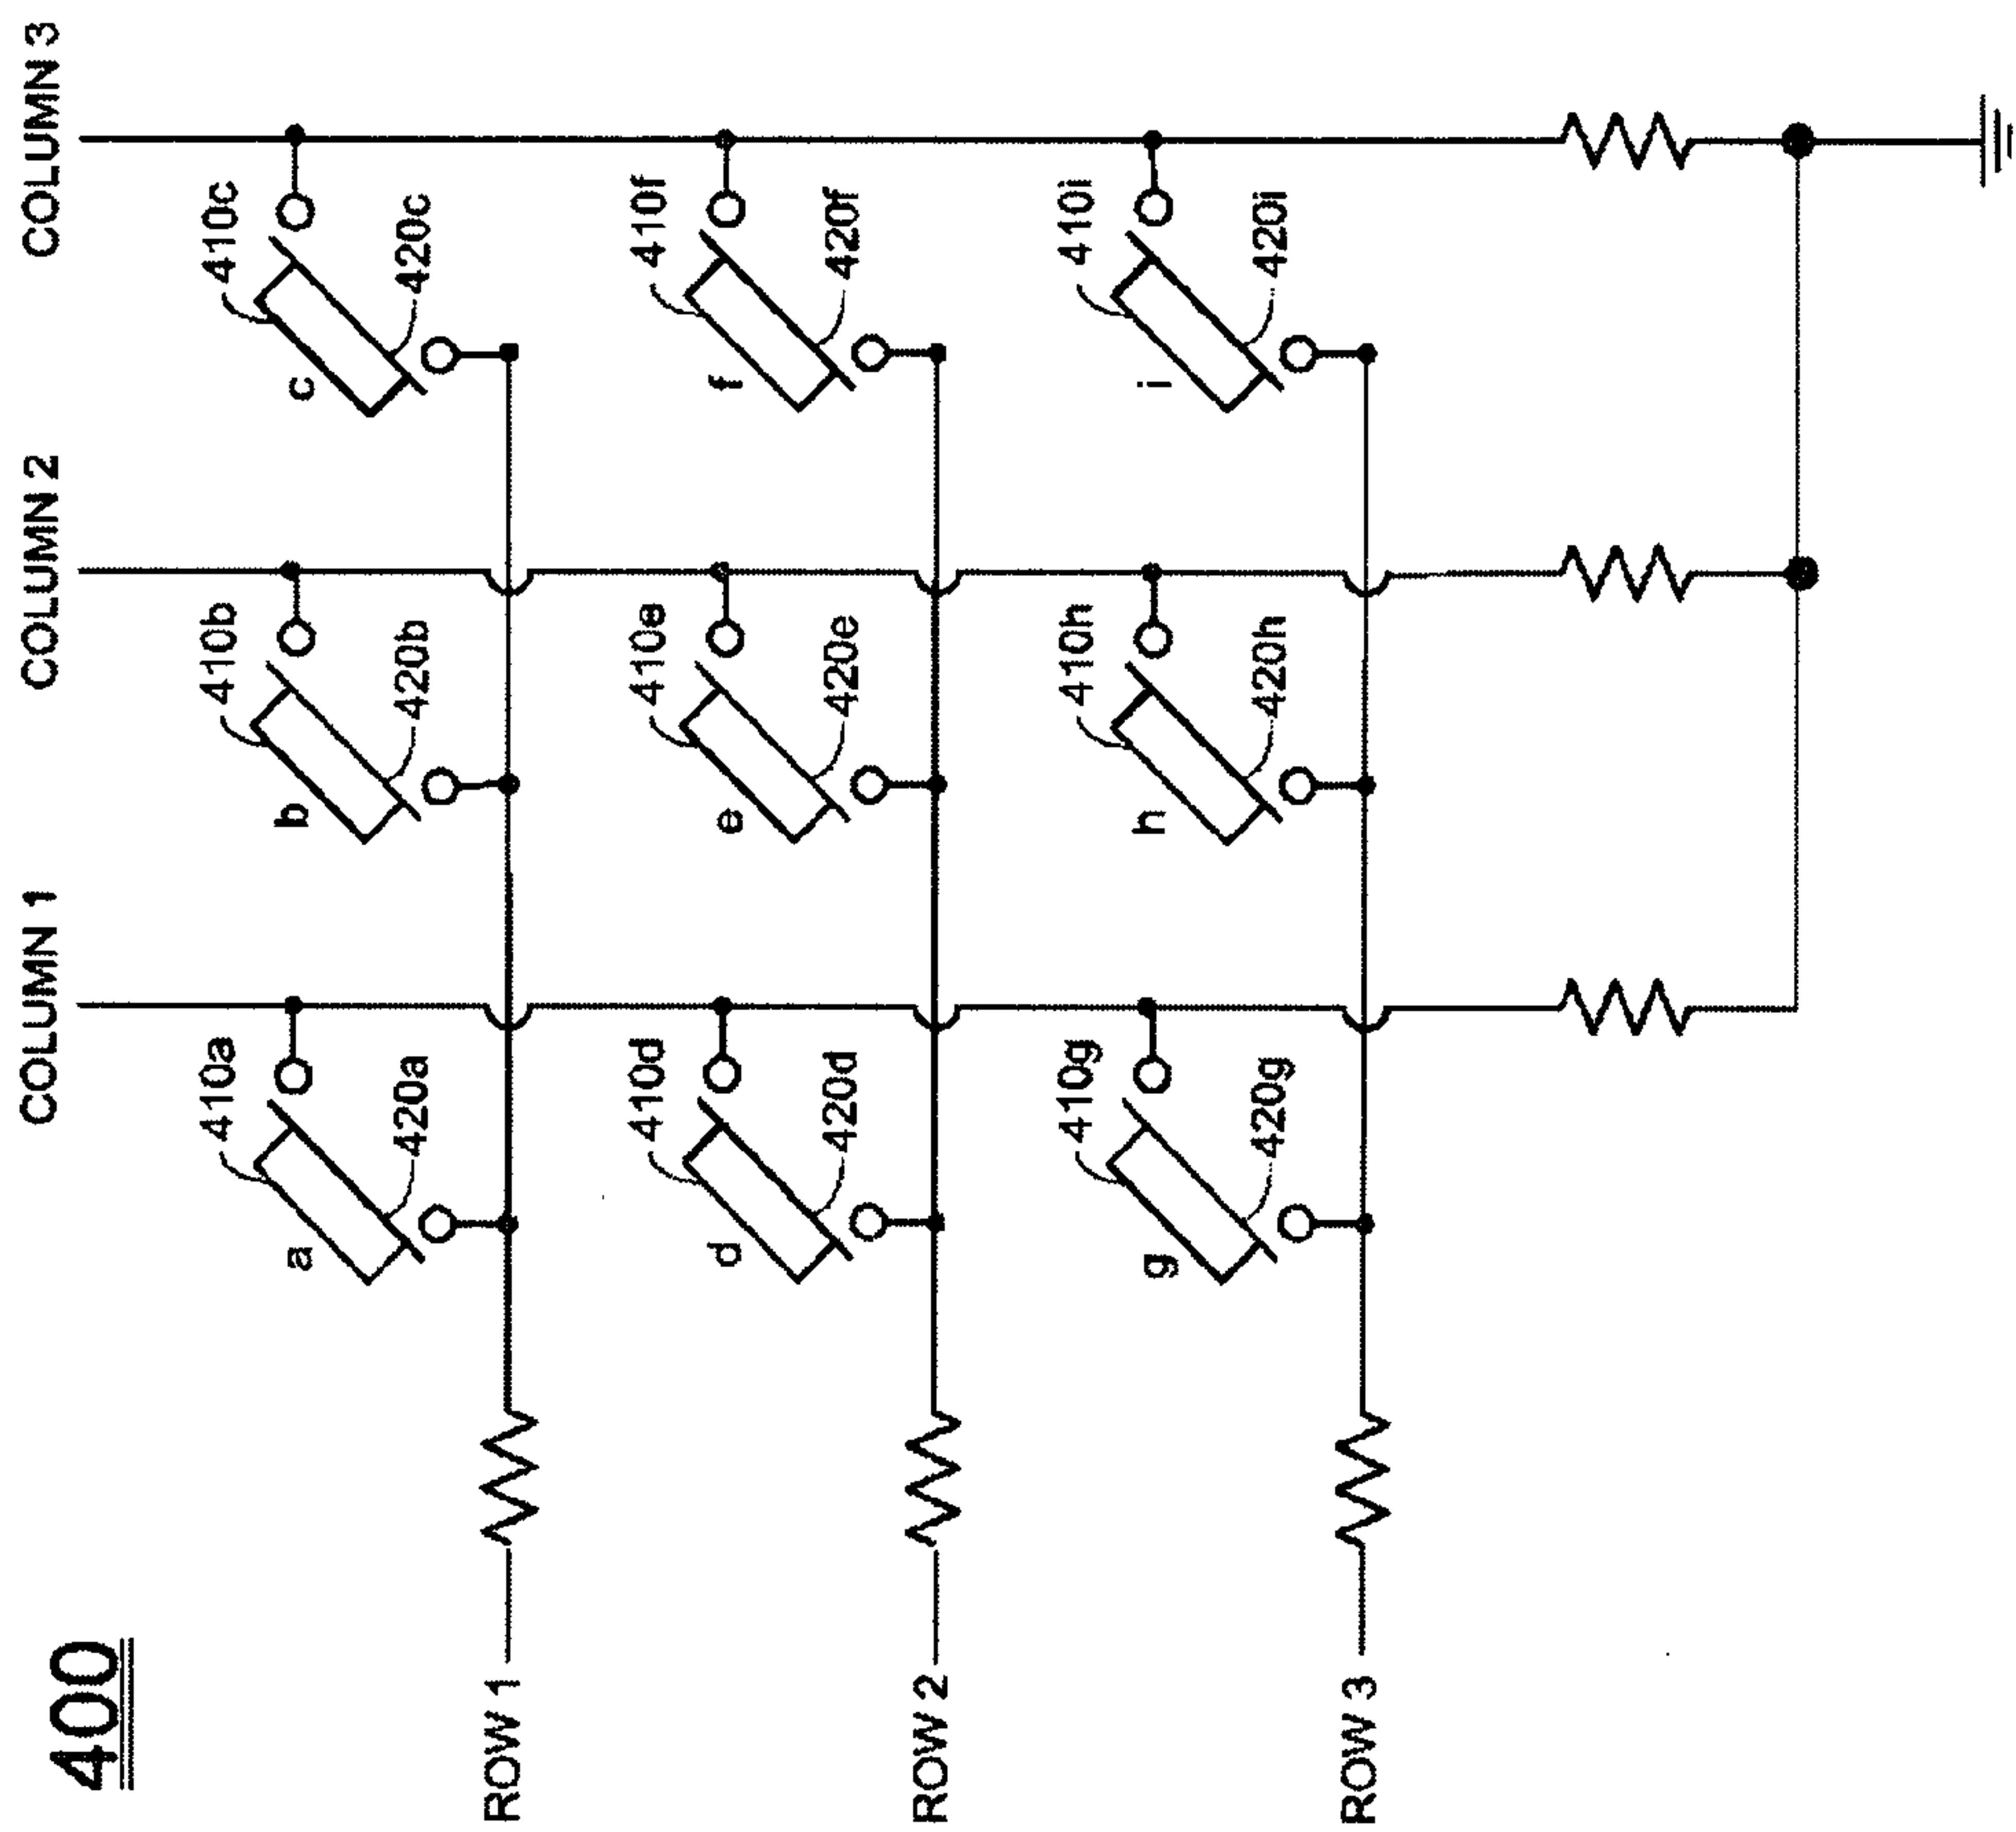 400
COLUMN 1
COLUMN 2
COLUMN 3
410a
410b
410c
a
b
c
420a
420b
420c
ROW 1
410d
410e
410f
d
e
f
420d
420e
420f
ROW 2
410g
410h
410i
g
h
i
420g
420h
420i
ROW 3